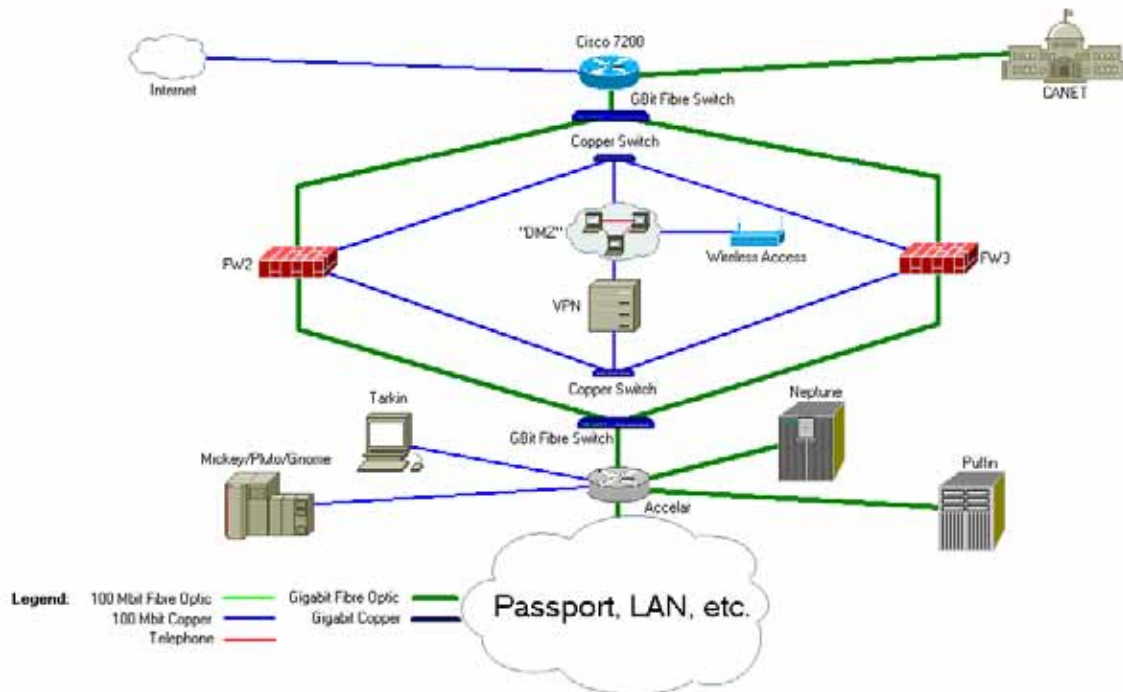 Cisco 7200
Internet
CANET
GBit Fibre Switch
Copper Switch
"DMZ"
Wireless Access
FW2
FW3
VPN
Copper Switch
Tarkin
Neptune
GBit Fibre Switch
Mickey/Pluto/Gnome
Puffin
Accelar
Legend:
100 Mbit Fibre Optic
Gigabit Fibre Optic
100 Mbit Copper
Gigabit Copper
Telephone
Passport, LAN, etc.